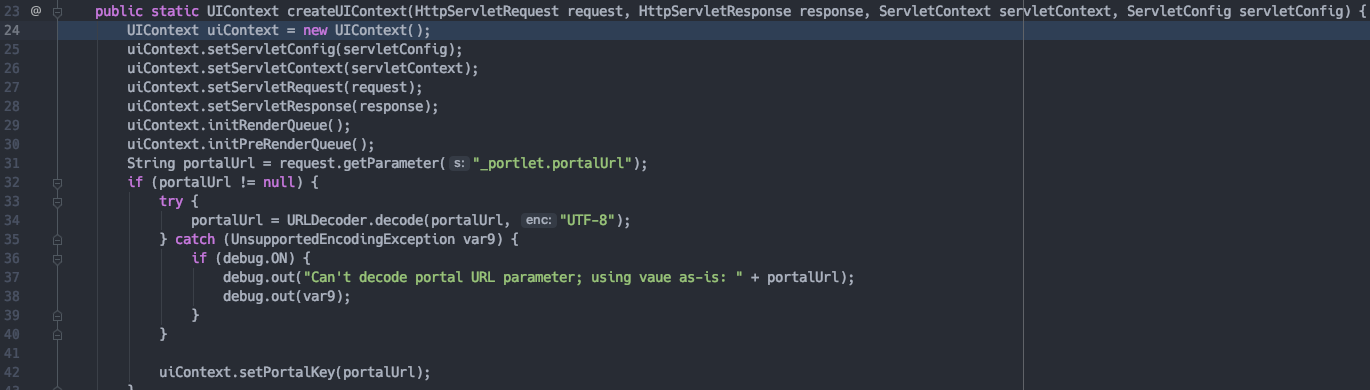 23 @ public static UIContext createUIContext(HttpServletRequest request, HttpServletResponse response, ServletContext servletContext, ServletConfig servletConfig) {
24 UIContext uiContext = new UIContext();
25 uiContext.setServletConfig(servletConfig);
26 uiContext.setServletContext(servletContext);
27 uiContext.setServletRequest(request);
28 uiContext.setServletResponse(response);
29 uiContext.initRenderQueue();
30 uiContext.initPreRenderQueue();
31 String portalUrl = request.getParameter( s: "_portlet.portalUrl");
32 if (portalUrl != null) {
33 try {
34 portalUrl = URLDecoder.decode(portalUrl, enc: "UTF-8");
35 } catch (UnsupportedEncodingException var9) {
36 if (debug.ON) {
37 debug.out("Can't decode portal URL parameter; using vaue as-is: " + portalUrl);
38 debug.out(var9);
39 }
40 }
41
42 uiContext.setPortalKey(portalUrl);
43 }